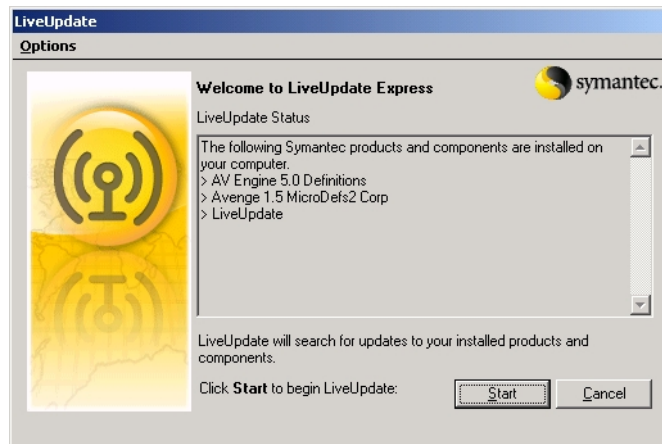 LiveUpdate
Options
symantec.
Welcome to LiveUpdate Express
LiveUpdate Status
The following Symantec products and components are installed on
your computer.
> AV Engine 5.0 Definitions
> Avenge 1.5 MicroDefs2 Corp
> LiveUpdate
LiveUpdate will search for updates to your installed products and
components.
Click Start to begin LiveUpdate:
Start
Cancel